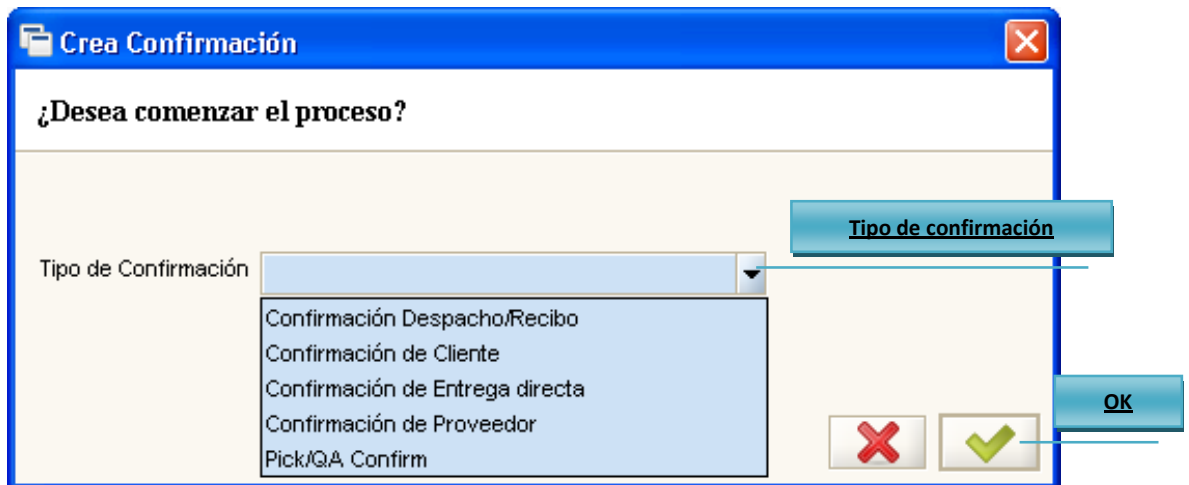 Crea Confirmación
¿Desea comenzar el proceso?
Tipo de confirmación
Tipo de Confirmación
Confirmación Despacho/Recibo
Confirmación de Cliente
Confirmación de Entrega directa
Confirmación de Proveedor
Pick/QA Confirm
OK